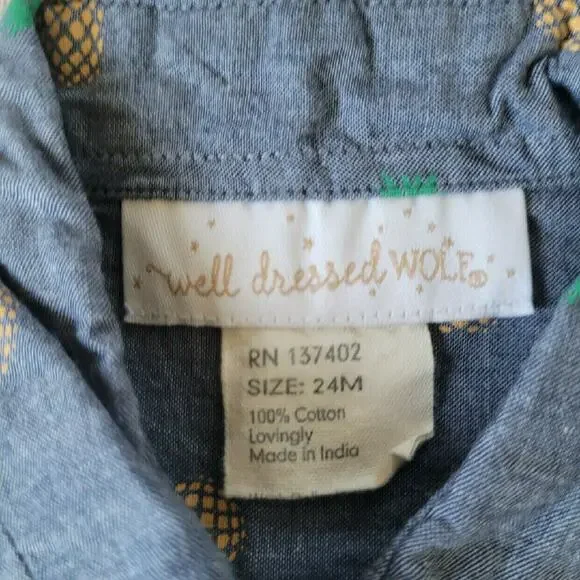 well dressed WOLF®
RN 137402
SIZE: 24M
100% Cotton
Lovingly
Made in India